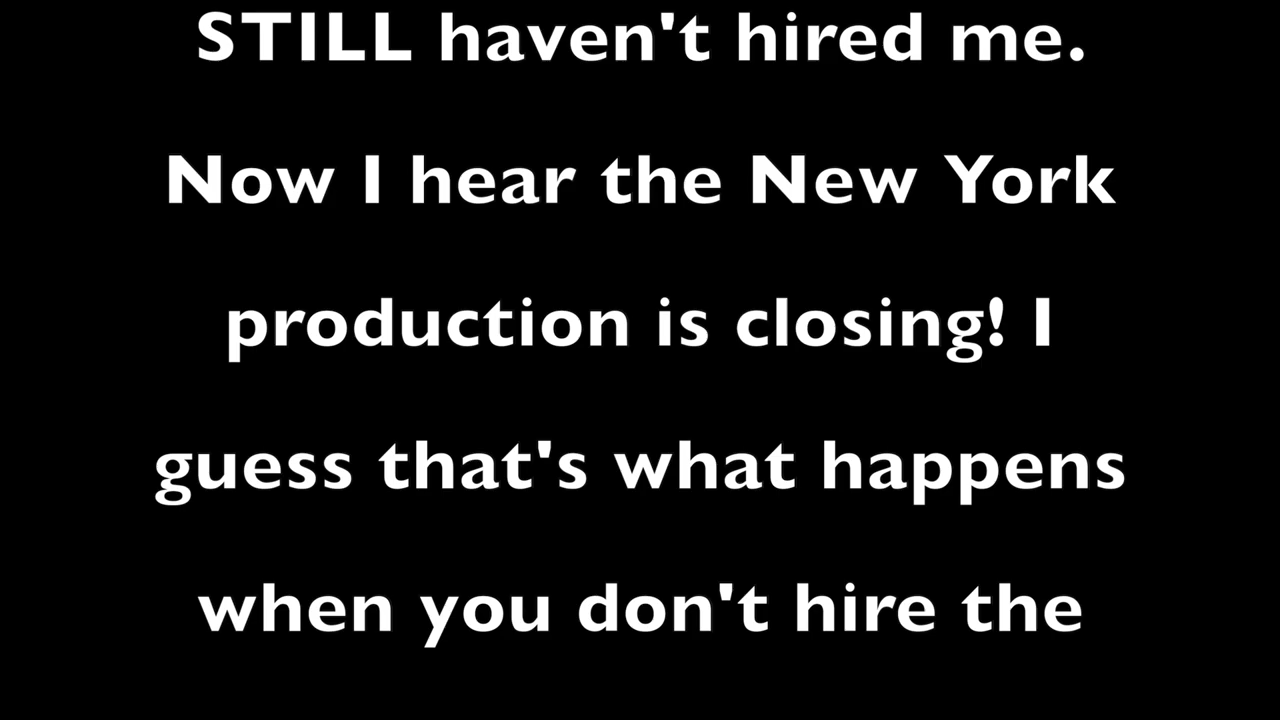 STILL haven't hired me.
Now I hear the New York
production is closing! I
guess that's what happens
when you don't hire the